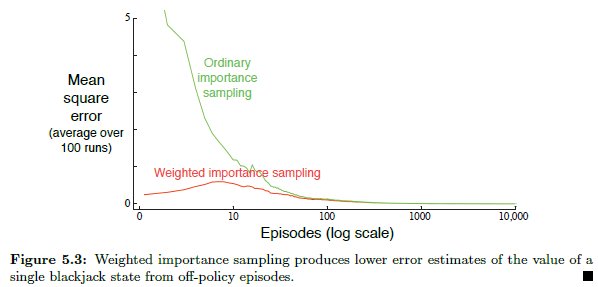 5
Ordinary
importance
sampling
Mean
square
error
(average over
100 runs)
Weighted importance sampling
0
0 10 100 1000 10,000
Episodes (log scale)
Figure 5.3: Weighted importance sampling produces lower error estimates of the value of a
single blackjack state from off-policy episodes.